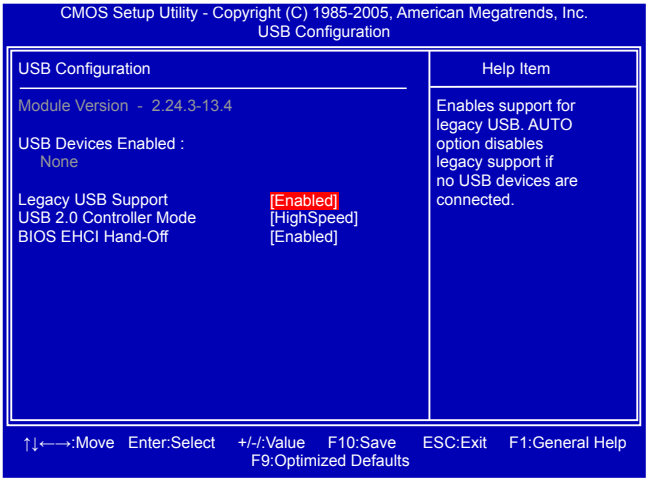 CMOS Setup Utility - Copyright (C) 1985-2005, American Megatrends, Inc.
USB Configuration
USB Configuration
Module Version - 2.24.3-13.4
USB Devices Enabled :
None
Legacy USB Support [Enabled]
USB 2.0 Controller Mode [HighSpeed]
BIOS EHCI Hand-Off [Enabled]
Help Item
Enables support for
legacy USB. AUTO
option disables
legacy support if
no USB devices are
connected.
↑↓←→:Move Enter:Select +/-/:Value F10:Save ESC:Exit F1:General Help
F9:Optimized Defaults